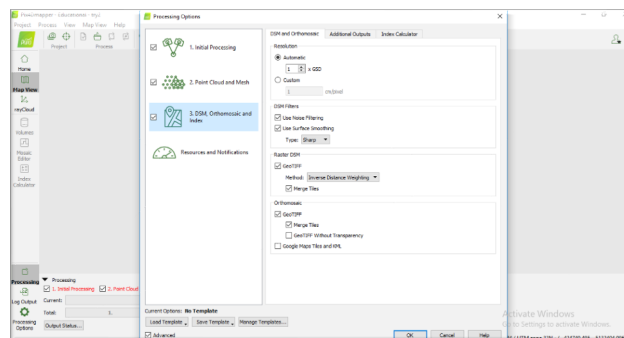 Pix4Dmapper - Educational - try2
Project Process View Map View Help
Project
Process
Home
Map View
rayCloud
Volumes
Mosaic
Editor
Index
Calculator
Processing
Log Output
Processing
Options
Processing
1. Initial Processing
2. Point Cloud
Current:
Total:
1.
Output Status...
Processing Options
1. Initial Processing
2. Point Cloud and Mesh
3. DSM, Orthomosaic and
Index
Resources and Notifications
DSM and Orthomosaic Additional Outputs Index Calculator
Resolution
Automatic
1 x GSD
Custom
1 cm/pixel
DSM Filters
Use Noise Filtering
Use Surface Smoothing
Type: Sharp
Raster DSM
GeoTIFF
Method: Inverse Distance Weighting
Merge Tiles
Orthomosaic
GeoTIFF
Merge Tiles
GeoTIFF Without Transparency
Google Maps Tiles and KML
Current Options: No Template
Load Template Save Template Manage Templates...
Advanced
OK Cancel Help
Activate Windows
Go to Settings to activate Windows.